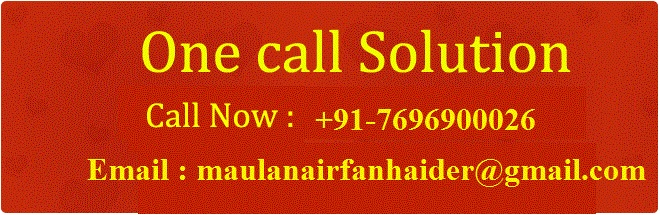 One call Solution
Call Now : +91-7696900026
Email : maulanairfanhaider@gmail.com